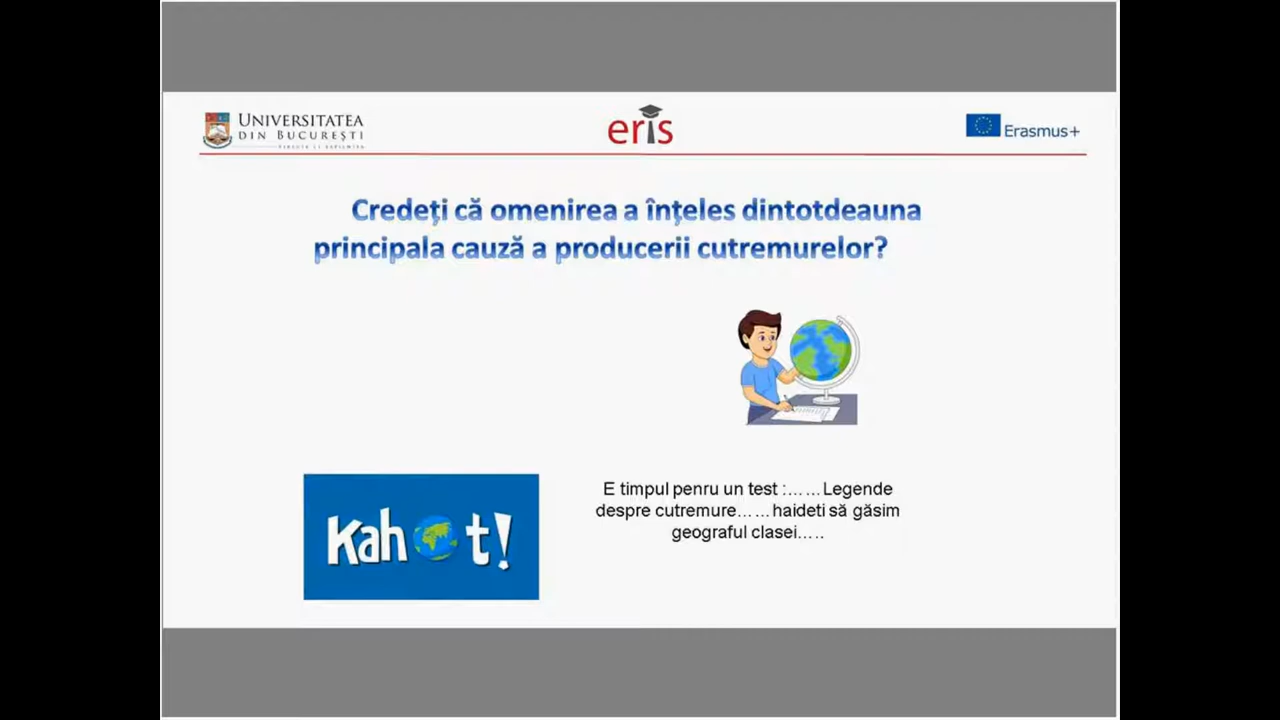 UNIVERSITATEA
DIN BUCUREȘTI
eris
Erasmus+
Credeți că omenirea a înțeles dintotdeauna
principala cauză a producerii cutremurelor?
E timpul penru un test :……Legende
despre cutremure……haideti să găsim
geograful clasei…..
Kahoot!